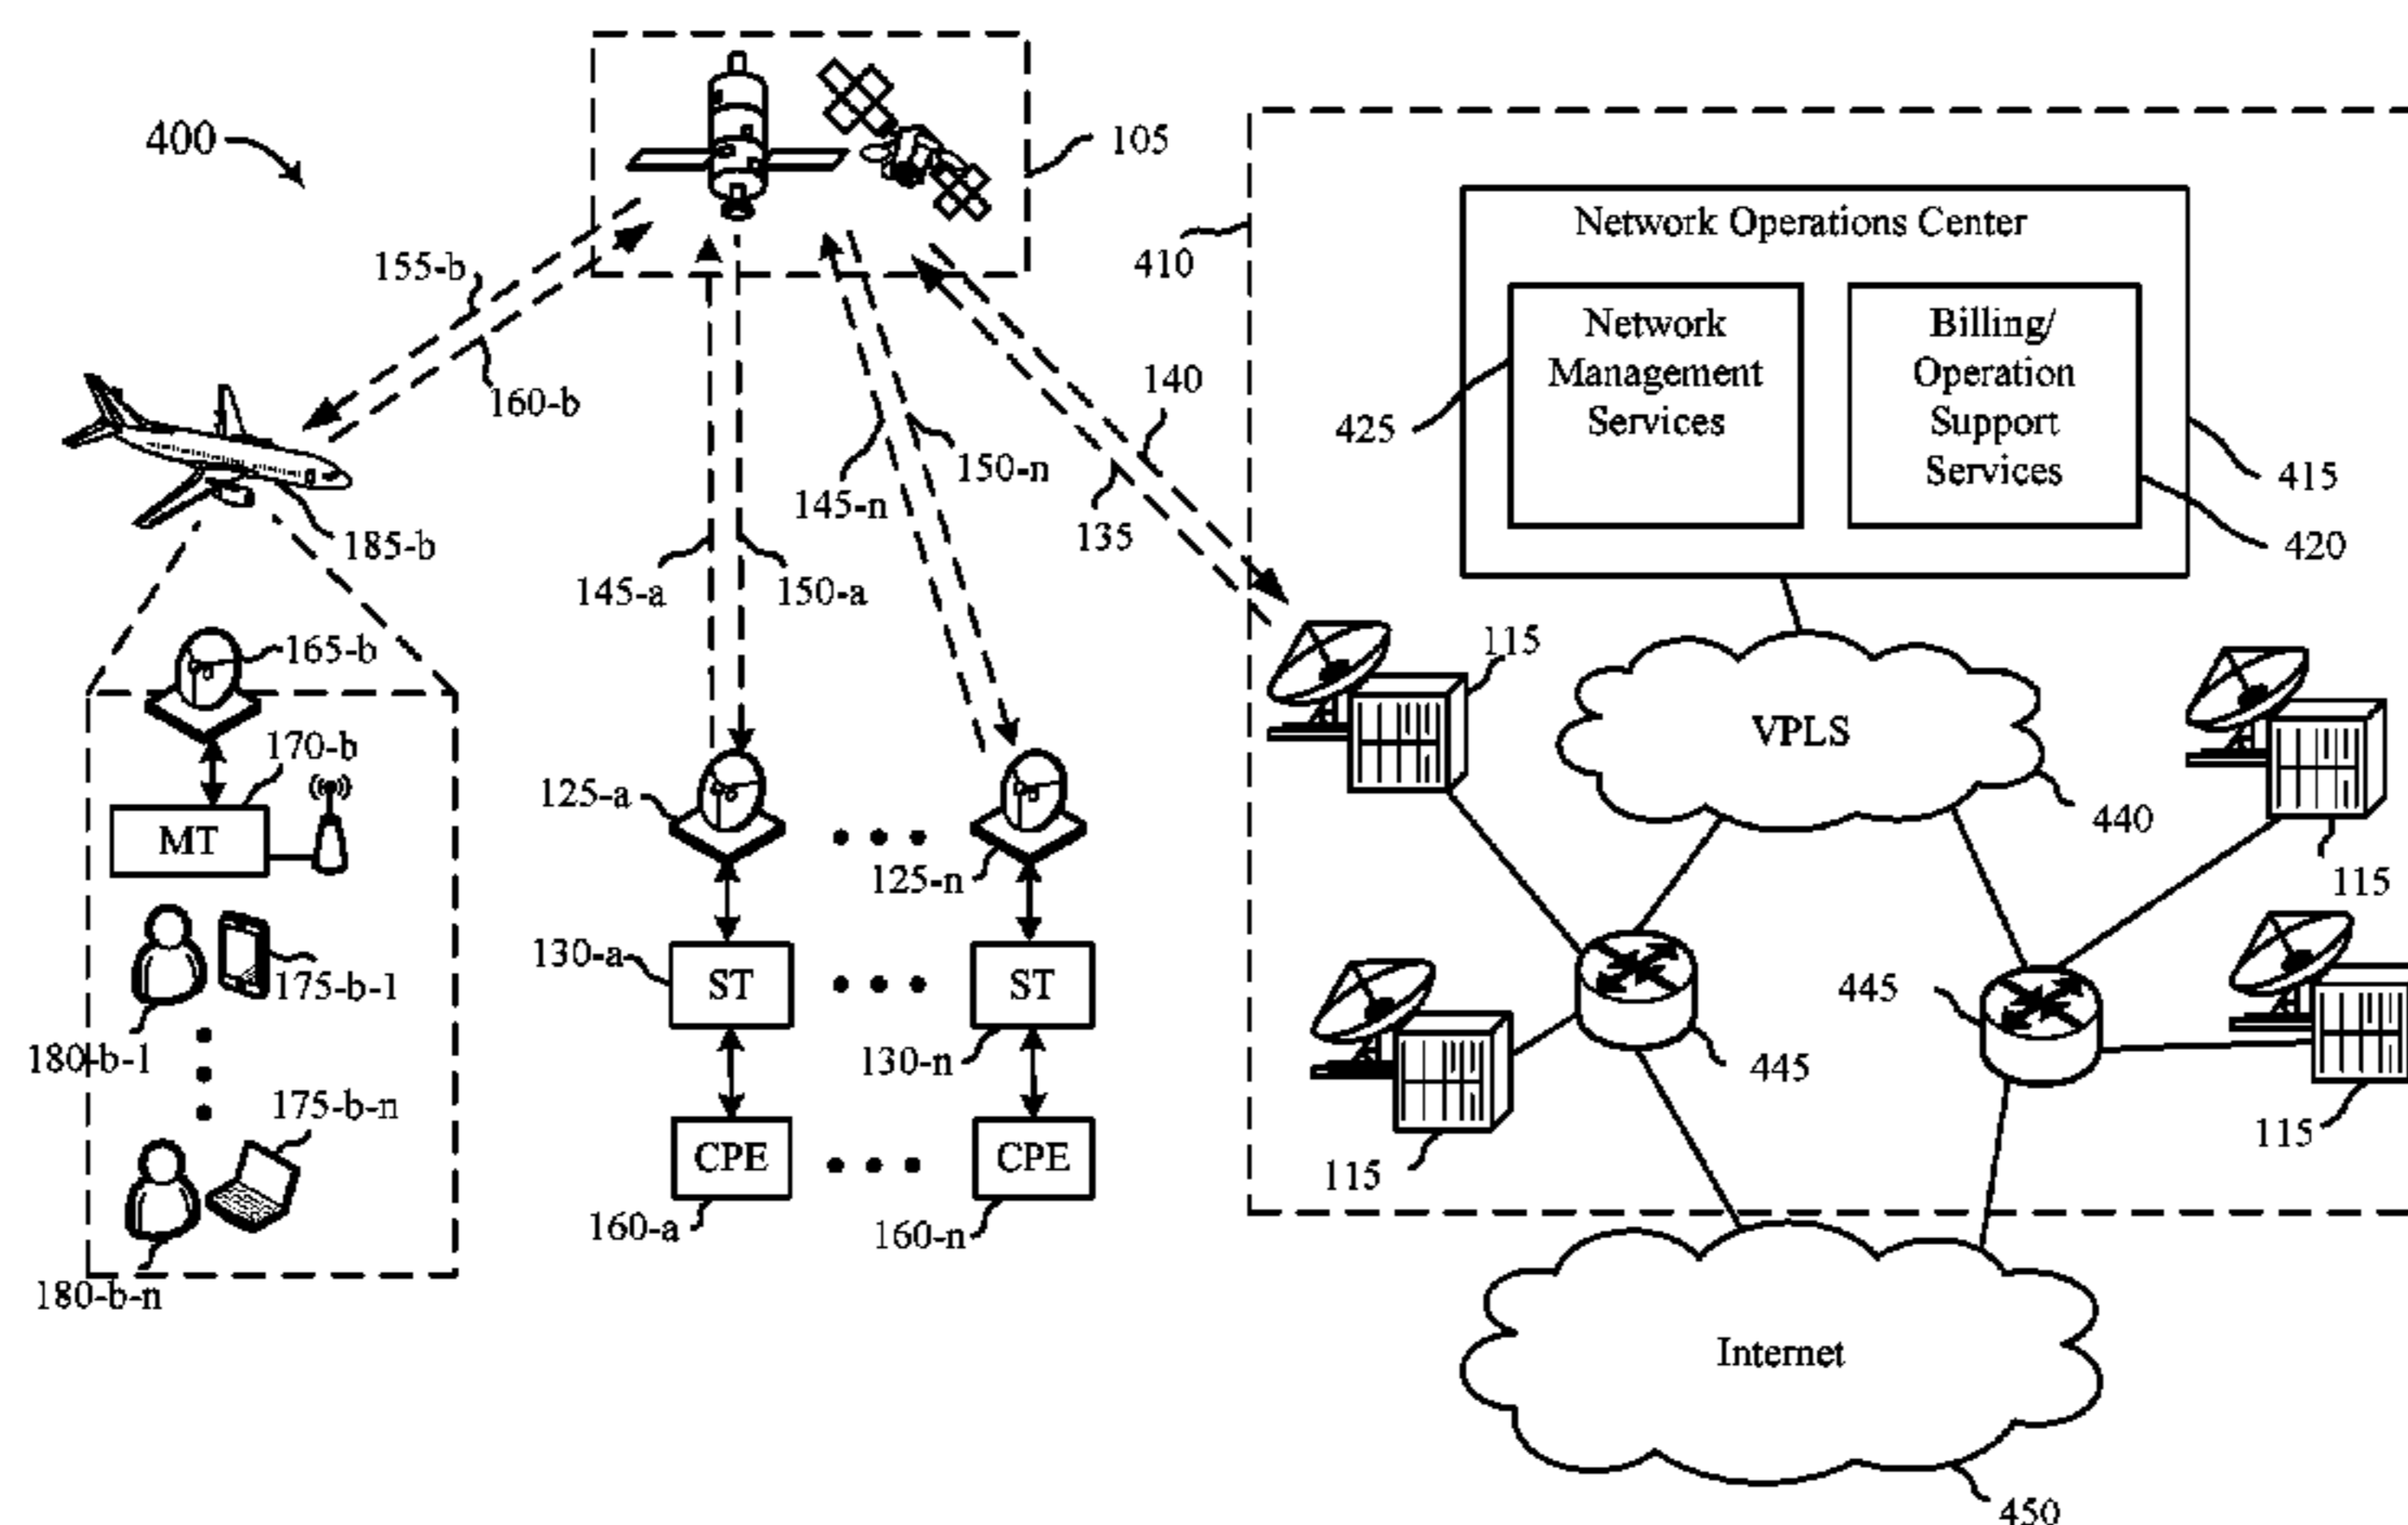 400
105
155-b
160-b
185-b
145-a
150-a
145-n
150-n
140
135
410
Network Operations Center
Network
Management
Services
Billing/
Operation
Support
Services
425
415
420
165-b
170-b
MT
175-b-1
180-b-1
175-b-n
180-b-n
125-a
125-n
130-a
ST
ST
130-n
CPE
CPE
160-a
160-n
115
VPLS
440
115
445
445
115
115
Internet
450